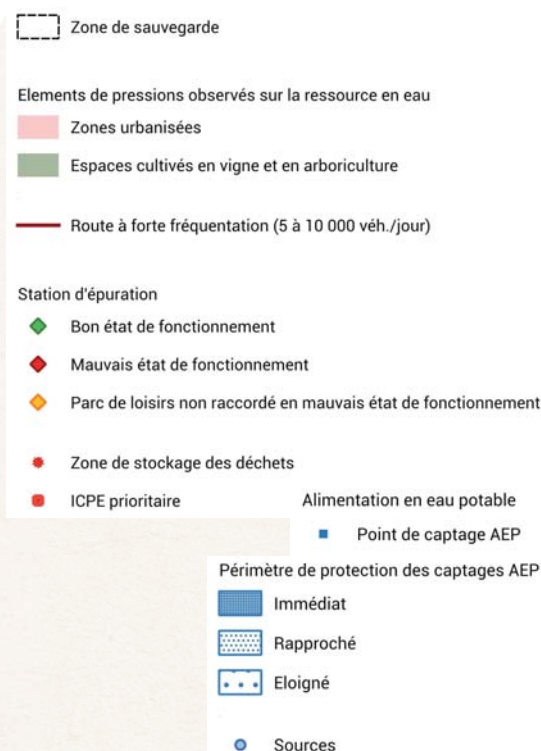 Zone de sauvegarde
Elements de pressions observés sur la ressource en eau
Zones urbanisées
Espaces cultivés en vigne et en arboriculture
Route à forte fréquentation (5 à 10 000 véh./jour)
Station d'épuration
Bon état de fonctionnement
Mauvais état de fonctionnement
Parc de loisirs non raccordé en mauvais état de fonctionnement
Zone de stockage des déchets
ICPE prioritaire
Alimentation en eau potable
Point de captage AEP
Périmètre de protection des captages AEP
Immédiat
Rapproché
Eloigné
Sources